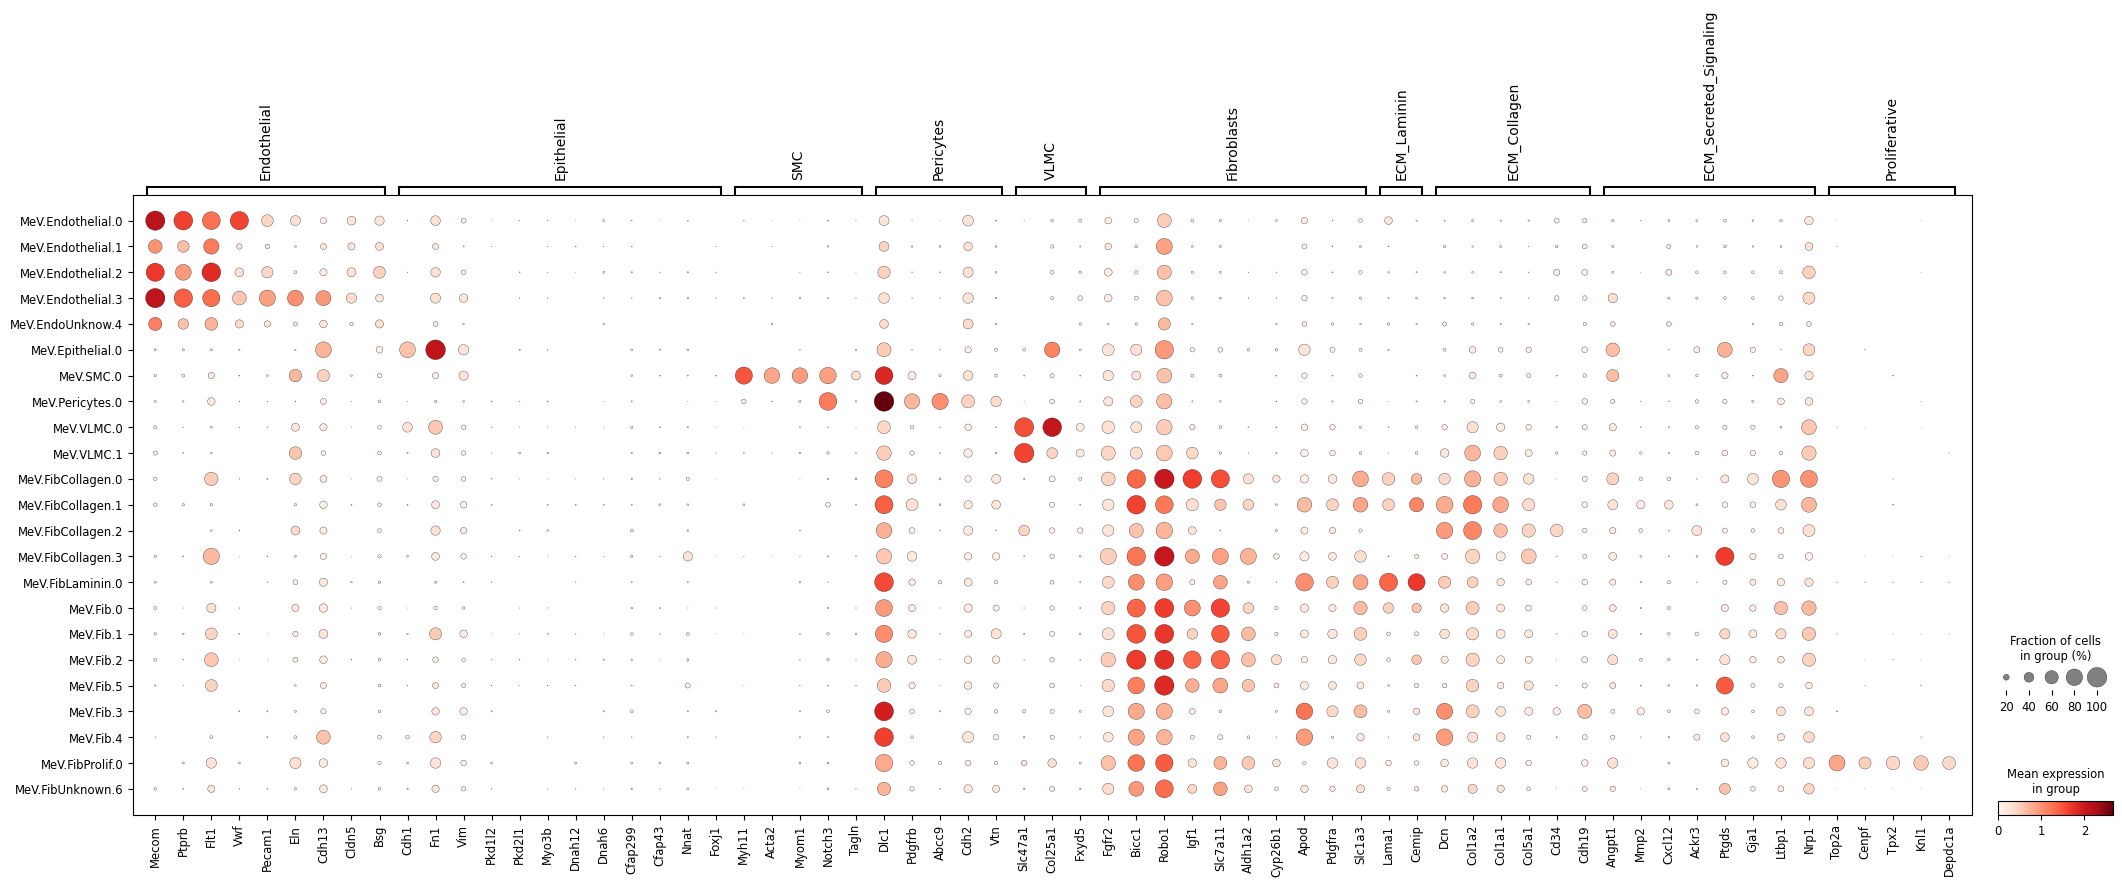 Endothelial
Epithelial
SMC
Pericytes
VLMC
Fibroblasts
ECM_Laminin
ECM_Collagen
ECM_Secreted_Signaling
Proliferative
MeV.Endothelial.0
MeV.Endothelial.1
MeV.Endothelial.2
MeV.Endothelial.3
MeV.EndoUnknow.4
MeV.Epithelial.0
MeV.SMC.0
MeV.Pericytes.0
MeV.VLMC.0
MeV.VLMC.1
MeV.FibCollagen.0
MeV.FibCollagen.1
MeV.FibCollagen.2
MeV.FibCollagen.3
MeV.FibLaminin.0
MeV.Fib.0
MeV.Fib.1
MeV.Fib.2
MeV.Fib.5
MeV.Fib.3
MeV.Fib.4
MeV.FibProlif.0
MeV.FibUnknown.6
Mecom
Ptprb
Flt1
Vwf
Pecam1
Eln
Cdh13
Cldn5
Bsg
Cdh1
Fn1
Vim
Pkd1l2
Pkd2l1
Myo3b
Dnah12
Dnah6
Cfap299
Cfap43
Nnat
Foxj1
Myh11
Acta2
Myom1
Notch3
Tagln
Dlc1
Pdgfrb
Abcc9
Cdh2
Vtn
Slc47a1
Col25a1
Fxyd5
Fgfr2
Bicc1
Robo1
Igf1
Slc7a11
Aldh1a2
Cyp26b1
Apod
Pdgfra
Slc1a3
Lama1
Cemip
Dcn
Col1a2
Col1a1
Col5a1
Cd34
Cdh19
Angpt1
Mmp2
Cxcl12
Ackr3
Ptgds
Gja1
Ltbp1
Nrp1
Top2a
Cenpf
Tpx2
Knl1
Depdc1a
Fraction of cells
in group (%)
20 40 60 80 100
Mean expression
in group
0 1 2